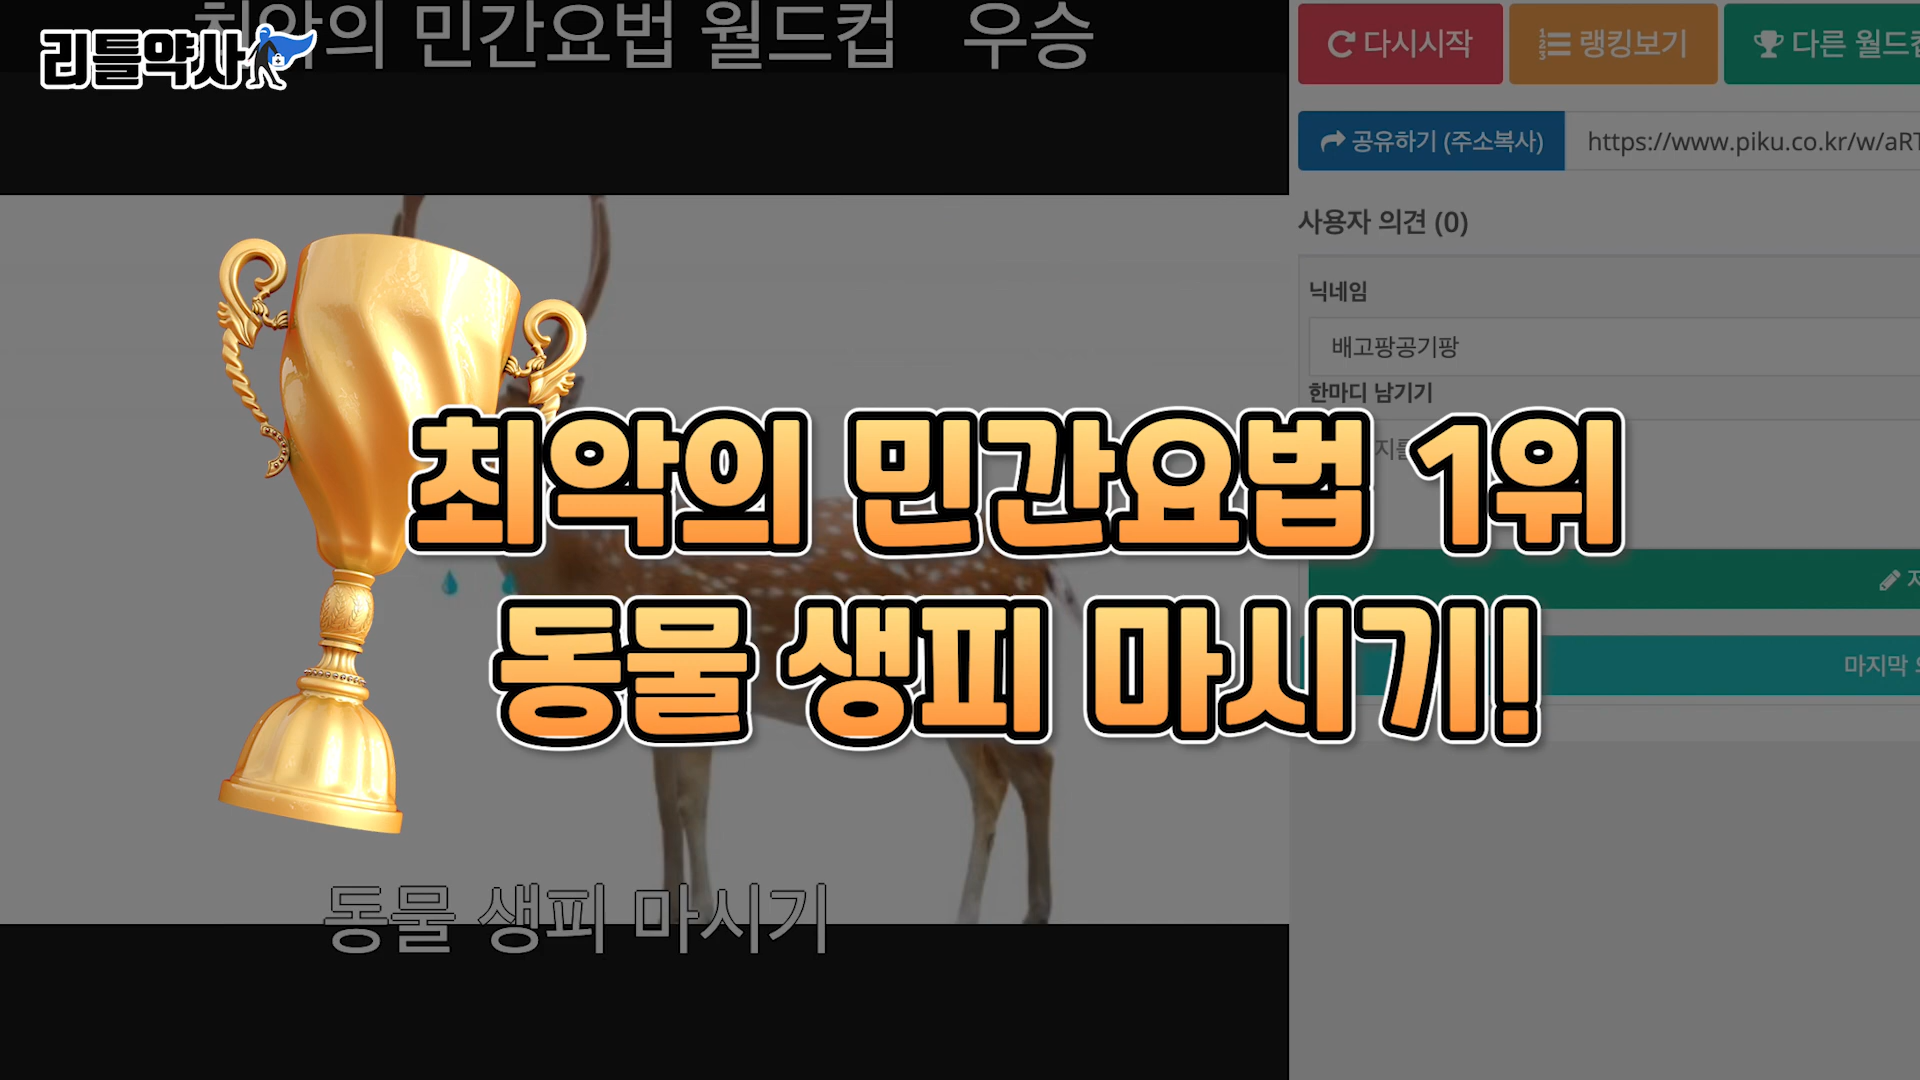 리틀약사
최악의 민간요법 월드컵 우승
다시시작
랭킹보기
다른 월드컵
공유하기 (주소복사)
https://www.piku.co.kr/w/aRT
사용자 의견 (0)
닉네임
배고팡공기팡
한마디 남기기
최악의 민간요법 1위
동물 생피 마시기!
마지막
동물 생피 마시기